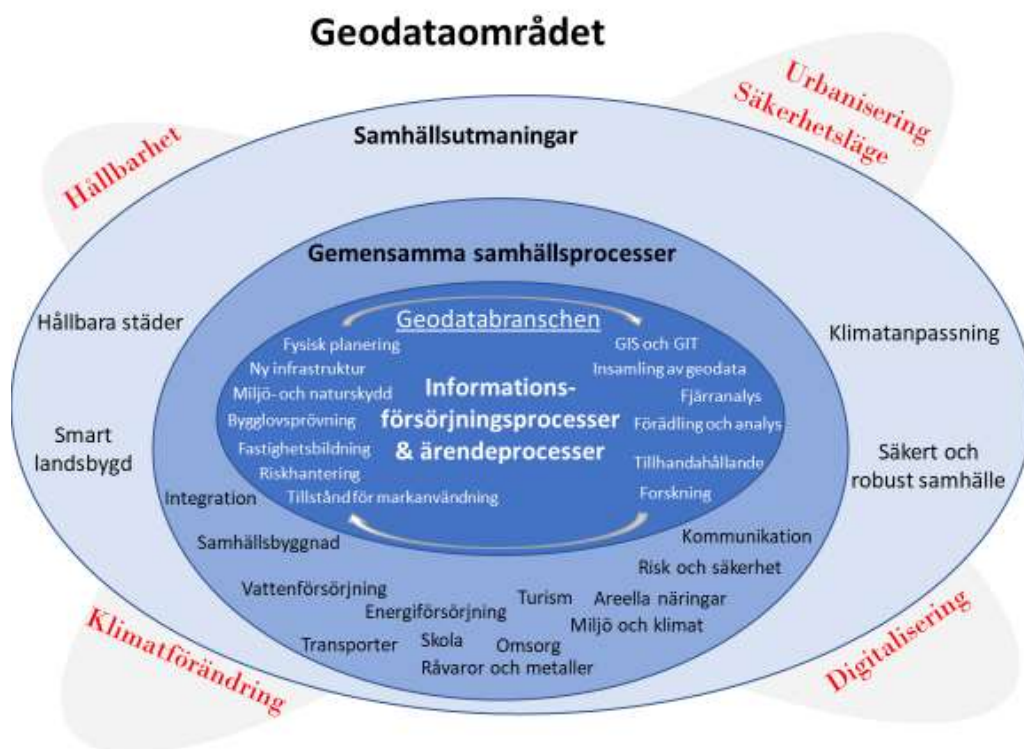 Geodataområdet
Urbanisering
Säkerhetsläge
Hållbarhet
Samhällsutmaningar
Gemensamma samhällsprocesser
Hållbara städer
Klimatanpassning
Smart
landsbygd
Säkert och
robust samhälle
Geodatabranschen
Fysisk planering
Ny infrastruktur
Miljö- och naturskydd
Bygglovsprövning
Fastighetsbildning
Riskhantering
Tillstånd för markanvändning
Informations-
försörjningsprocesser
& ärendeprocesser
GIS och GIT
Insamling av geodata
Fjärranalys
Förädling och analys
Tillhandahållande
Forskning
Integration
Samhällsbyggnad
Kommunikation
Risk och säkerhet
Vattenförsörjning
Energiförsörjning
Turism
Areella näringar
Miljö och klimat
Transporter
Skola
Omsorg
Råvaror och metaller
Klimatförändring
Digitalisering